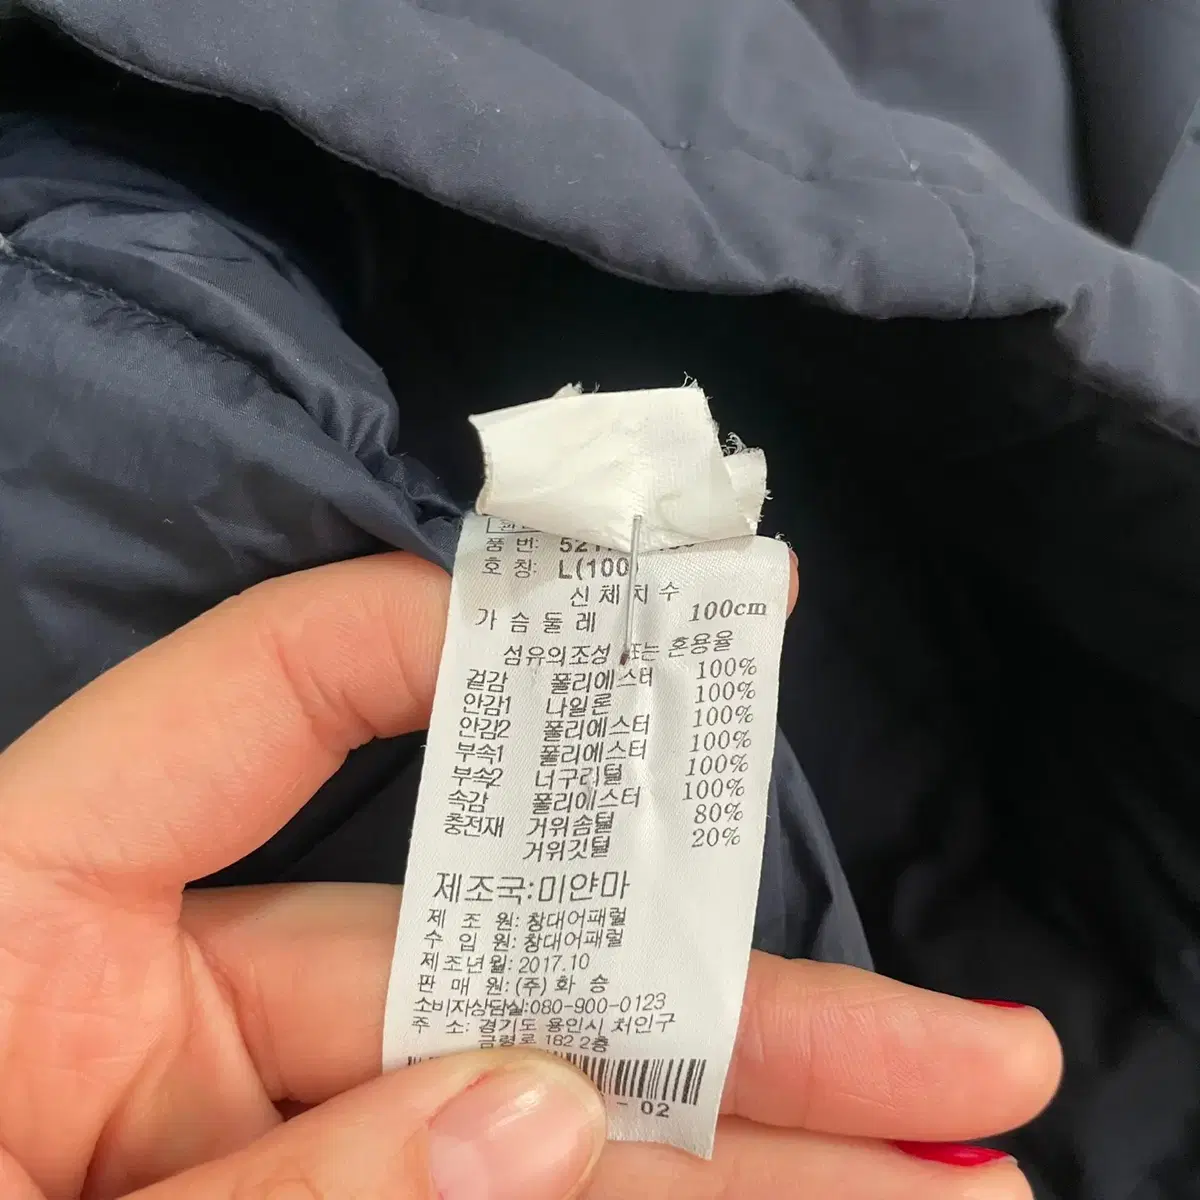 품 번:
호 칭: L(100)
신체치수
가슴둘레 100cm
섬유의조성 또는 혼용율
겉감 폴리에스터 100%
안감1 나일론 100%
안감2 폴리에스터 100%
부속1 폴리에스터 100%
부속2 너구리털 100%
속감 폴리에스터 100%
충전재 거위솜털 80%
거위깃털 20%
제조국:미얀마
제 조 원: 창대어패럴
수 입 원: 창대어패럴
제조년월: 2017.10
판 매 원: (주) 화 승
소비자상담실:080-900-0123
주 소: 경기도 용인시 처인구
금령로 182 2층
- 02